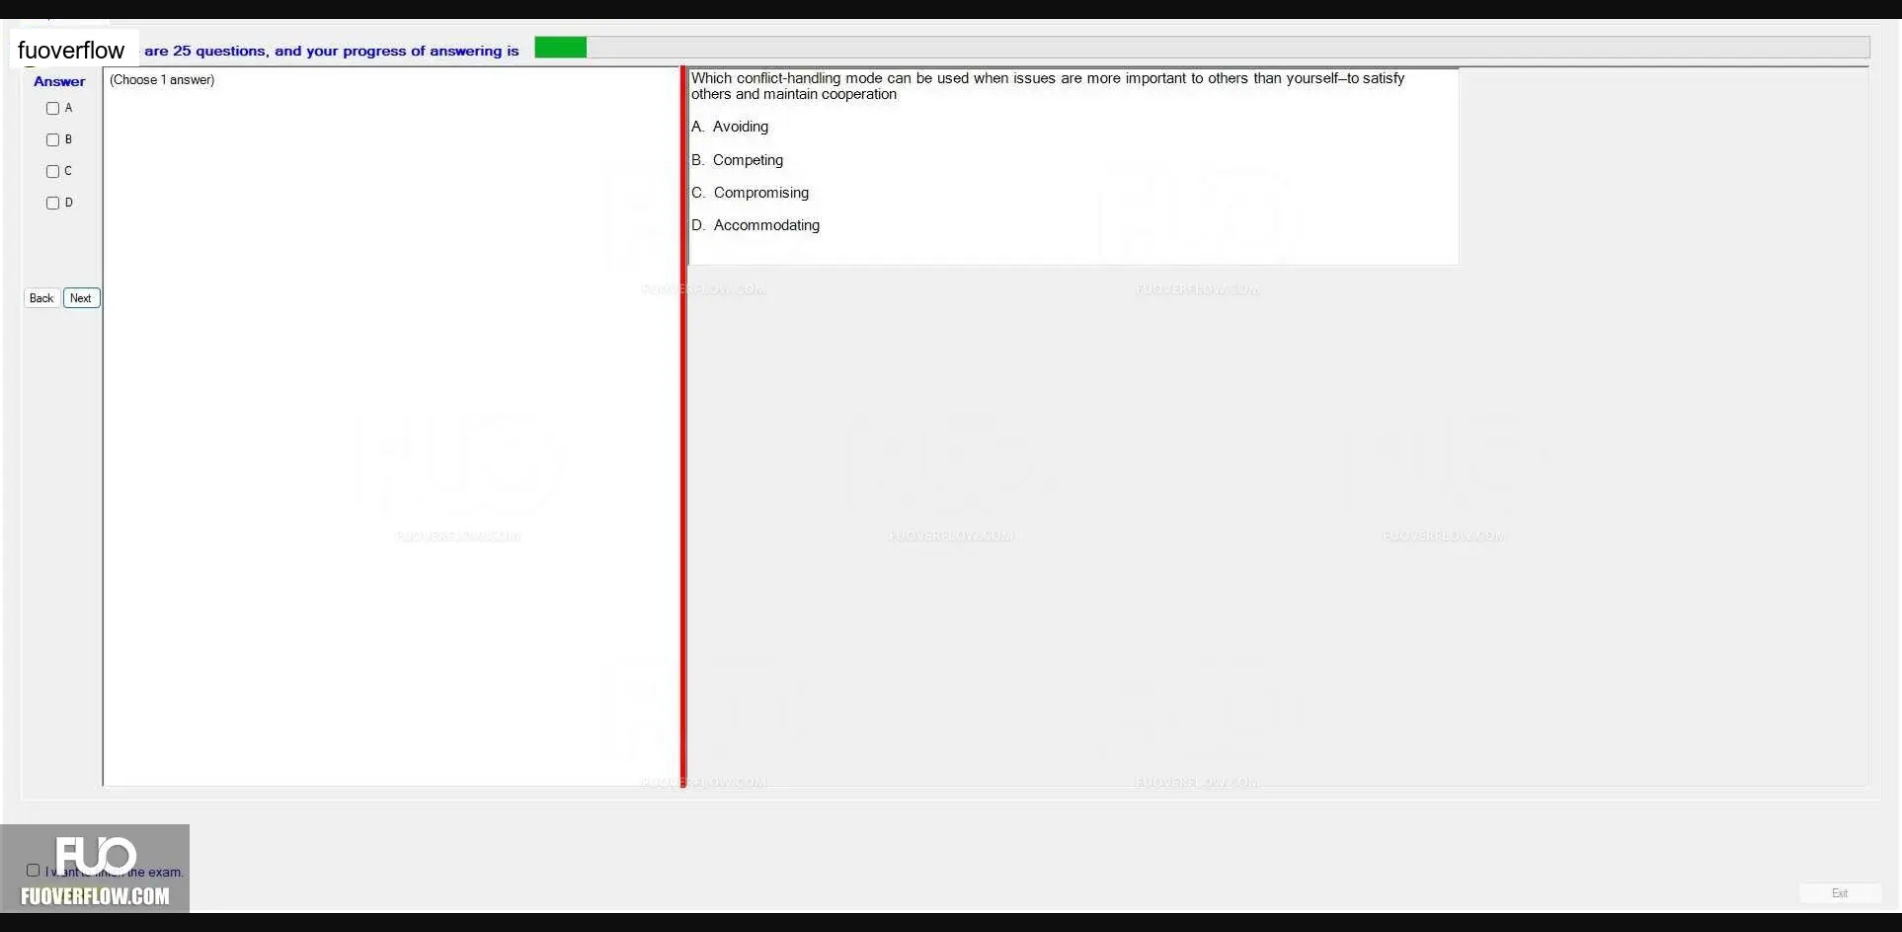 fuoverflow are 25 questions, and your progress of answering is
Answer
(Choose 1 answer)
A
B
C
D
Back Next
Which conflict-handling mode can be used when issues are more important to others than yourself–to satisfy
others and maintain cooperation
A. Avoiding
B. Competing
C. Compromising
D. Accommodating
FUOVERFLOW.COM
FUOVERFLOW.COM
FUOVERFLOW.COM
FUOVERFLOW.COM
FUOVERFLOW.COM
FUOVERFLOW.COM
FUOVERFLOW.COM
FUO
I want to finish the exam.
FUOVERFLOW.COM
Exit